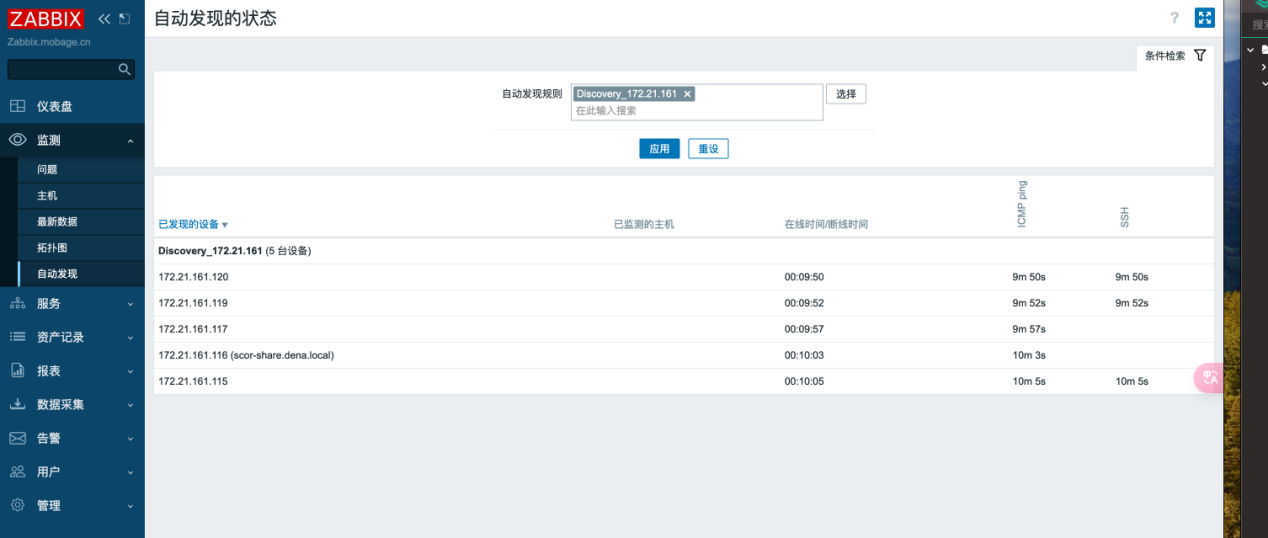 ZABBIX
Zabbix.mobage.cn
仪表盘
监测
问题
主机
最新数据
拓扑图
自动发现
服务
资产记录
报表
数据采集
告警
用户
管理
自动发现的状态
?
条件检索
自动发现规则 Discovery_172.21.161 × 选择
在此输入搜索
应用 重设
已发现的设备 已监测的主机 在线时间/断线时间 ICMP ping SSH
Discovery_172.21.161 (5 台设备)
172.21.161.120 00:09:50 9m 50s 9m 50s
172.21.161.119 00:09:52 9m 52s 9m 52s
172.21.161.117 00:09:57 9m 57s
172.21.161.116 (scor-share.dena.local) 00:10:03 10m 3s
172.21.161.115 00:10:05 10m 5s 10m 5s
中A